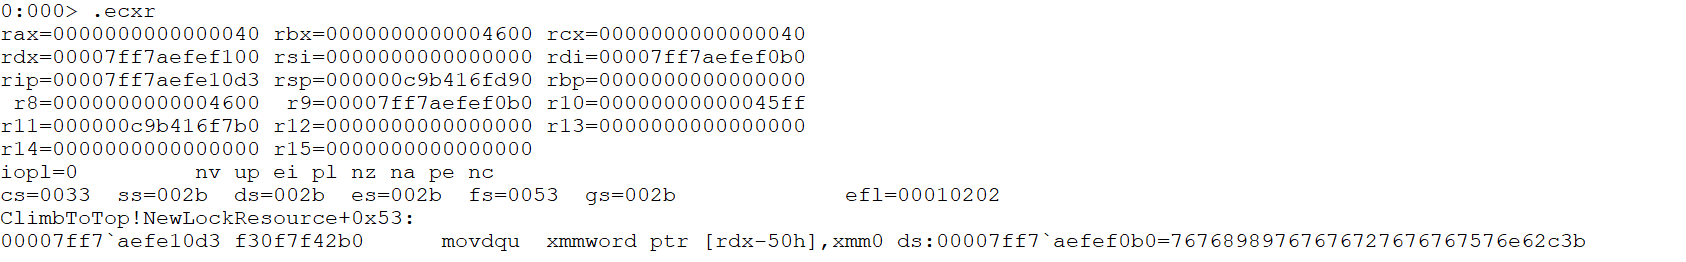 0:000> .ecxr
rax=0000000000000040 rbx=0000000000004600 rcx=0000000000000040
rdx=00007ff7aefef100 rsi=0000000000000000 rdi=00007ff7aefef0b0
rip=00007ff7aefe10d3 rsp=000000c9b416fd90 rbp=0000000000000000
 r8=0000000000004600  r9=00007ff7aefef0b0 r10=00000000000045ff
r11=000000c9b416f7b0 r12=0000000000000000 r13=0000000000000000
r14=0000000000000000 r15=0000000000000000
iopl=0         nv up ei pl nz na pe nc
cs=0033  ss=002b  ds=002b  es=002b  fs=0053  gs=002b             efl=00010202
ClimbToTop!NewLockResource+0x53:
00007ff7`aefe10d3 f30f7f42b0      movdqu  xmmword ptr [rdx-50h],xmm0 ds:00007ff7`aefef0b0=76768989767676727676767576e62c3b